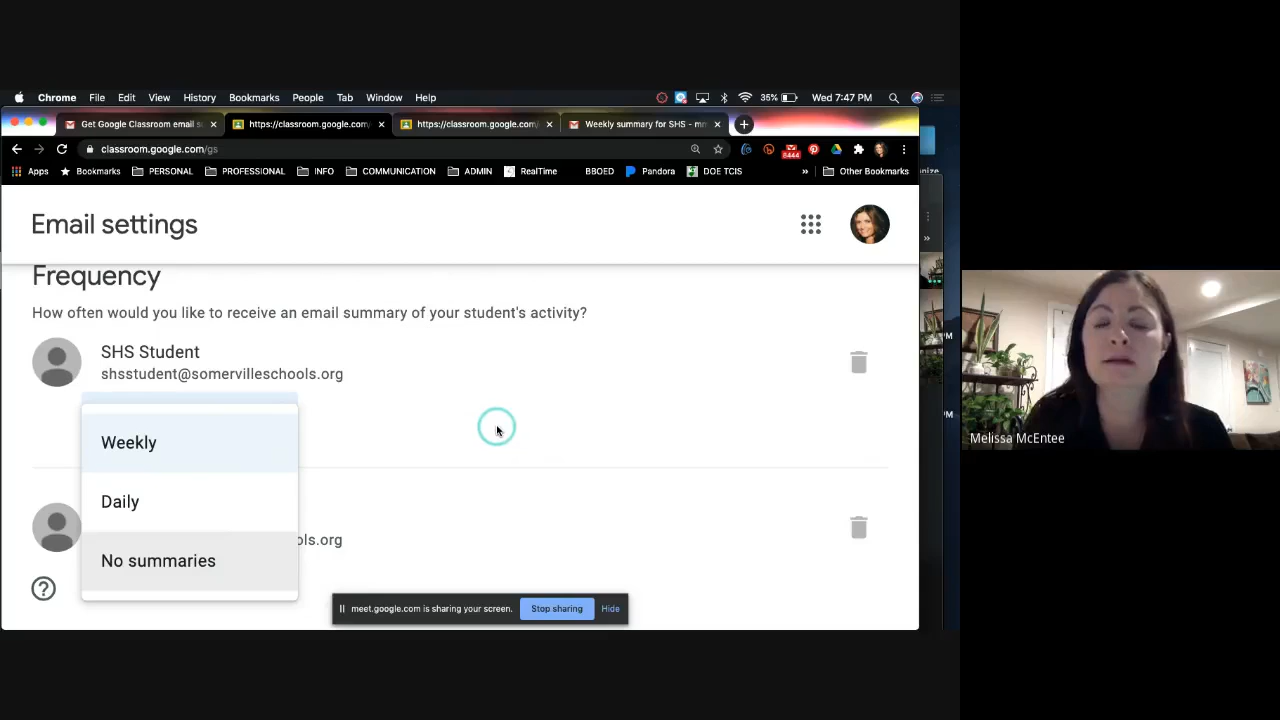 Chrome File Edit View History Bookmarks People Tab Window Help 35% Wed 7:47 PM
Get Google Classroom email s https://classroom.google.com/ https://classroom.google.com/ Weekly summary for SHS - m
classroom.google.com/gs 8444
Apps Bookmarks PERSONAL PROFESSIONAL INFO COMMUNICATION ADMIN RealTime BBOED Pandora DOE TCIS » Other Bookmarks
Email settings
»
Frequency
How often would you like to receive an email summary of your student's activity?
SHS Student
shsstudent@somervilleschools.org
Weekly
Daily
ols.org
No summaries
?
meet.google.com is sharing your screen. Stop sharing Hide
PM
PM
Melissa McEntee